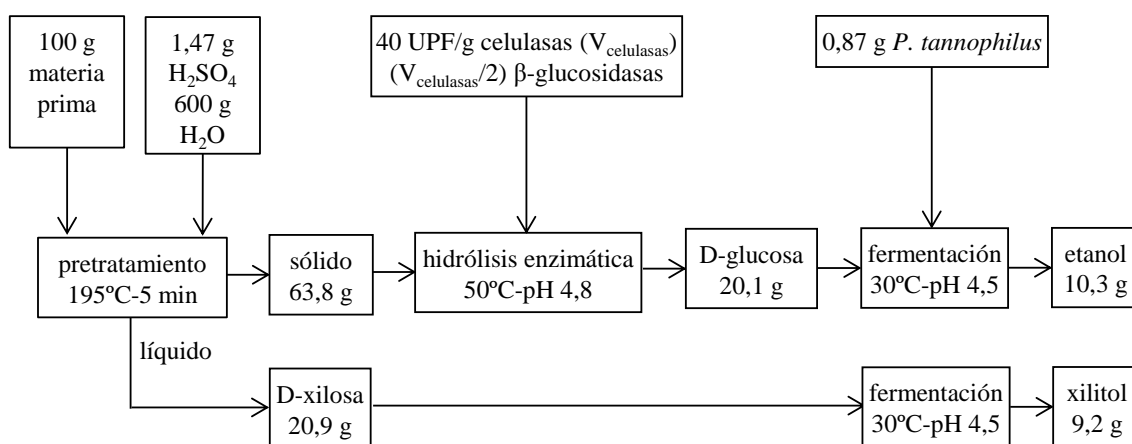 100 g
materia
prima
1,47 g
H₂SO₄
600 g
H₂O
40 UPF/g celulasas (V_celulasas)
(V_celulasas/2) β-glucosidasas
0,87 g P. tannophilus
pretratamiento
195ºC-5 min
sólido
63,8 g
hidrólisis enzimática
50ºC-pH 4,8
D-glucosa
20,1 g
fermentación
30ºC-pH 4,5
etanol
10,3 g
líquido
D-xilosa
20,9 g
fermentación
30ºC-pH 4,5
xilitol
9,2 g